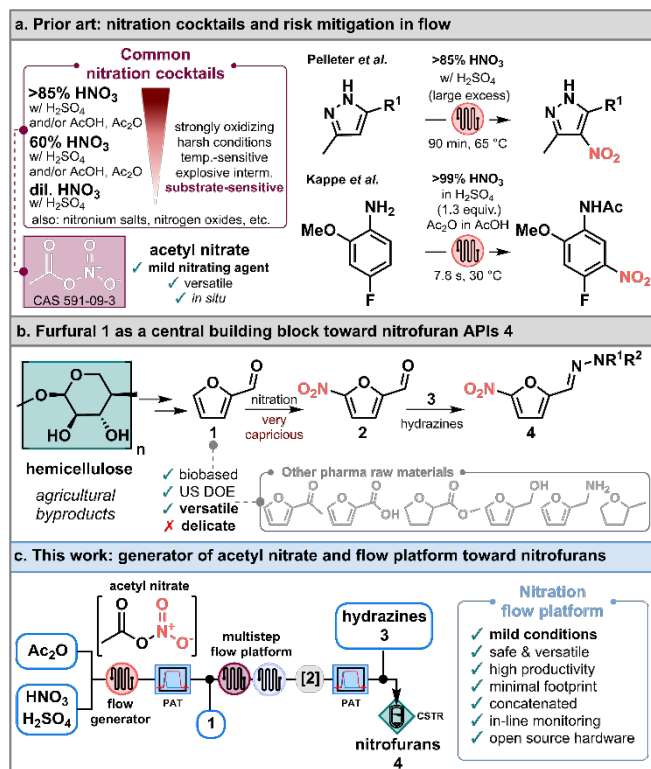 a. Prior art: nitration cocktails and risk mitigation in flow
Common
nitration cocktails
>85% HNO3
w/ H2SO4
and/or AcOH, Ac2O
60% HNO3
w/ H2SO4
and/or AcOH, Ac2O
dil. HNO3
w/ H2SO4
also: nitronium salts, nitrogen oxides, etc.
strongly oxidizing
harsh conditions
temp.-sensitive
explosive interm.
substrate-sensitive
O
O
N+
O
O-
CAS 591-09-3
acetyl nitrate
✓ mild nitrating agent
✓ versatile
✓ in situ
Pelleter et al.
H
N
N
R1
>85% HNO3
w/ H2SO4
(large excess)
90 min, 65 °C
H
N
N
R1
NO2
Kappe et al.
NH2
MeO
F
>99% HNO3
in H2SO4
(1.3 equiv.)
Ac2O in AcOH
7.8 s, 30 °C
NHAc
MeO
NO2
F
b. Furfural 1 as a central building block toward nitrofuran APIs 4
O
O
OH
OH
n
hemicellulose
agricultural
byproducts
O
O
1
nitration
very
capricious
O2N
O
O
2
3
hydrazines
O2N
O
N
NR1R2
4
✓ biobased
✓ US DOE
✓ versatile
✗ delicate
Other pharma raw materials
O
O
O
O
OH
O
O
O
O
OH
O
NH2
O
c. This work: generator of acetyl nitrate and flow platform toward nitrofurans
acetyl nitrate
O
O
N+
O
O-
Ac2O
HNO3
H2SO4
flow
generator
PAT
1
multistep
flow platform
[2]
PAT
hydrazines
3
CSTR
nitrofurans
4
Nitration
flow platform
✓ mild conditions
✓ safe & versatile
✓ high productivity
✓ minimal footprint
✓ concatenated
✓ in-line monitoring
✓ open source hardware